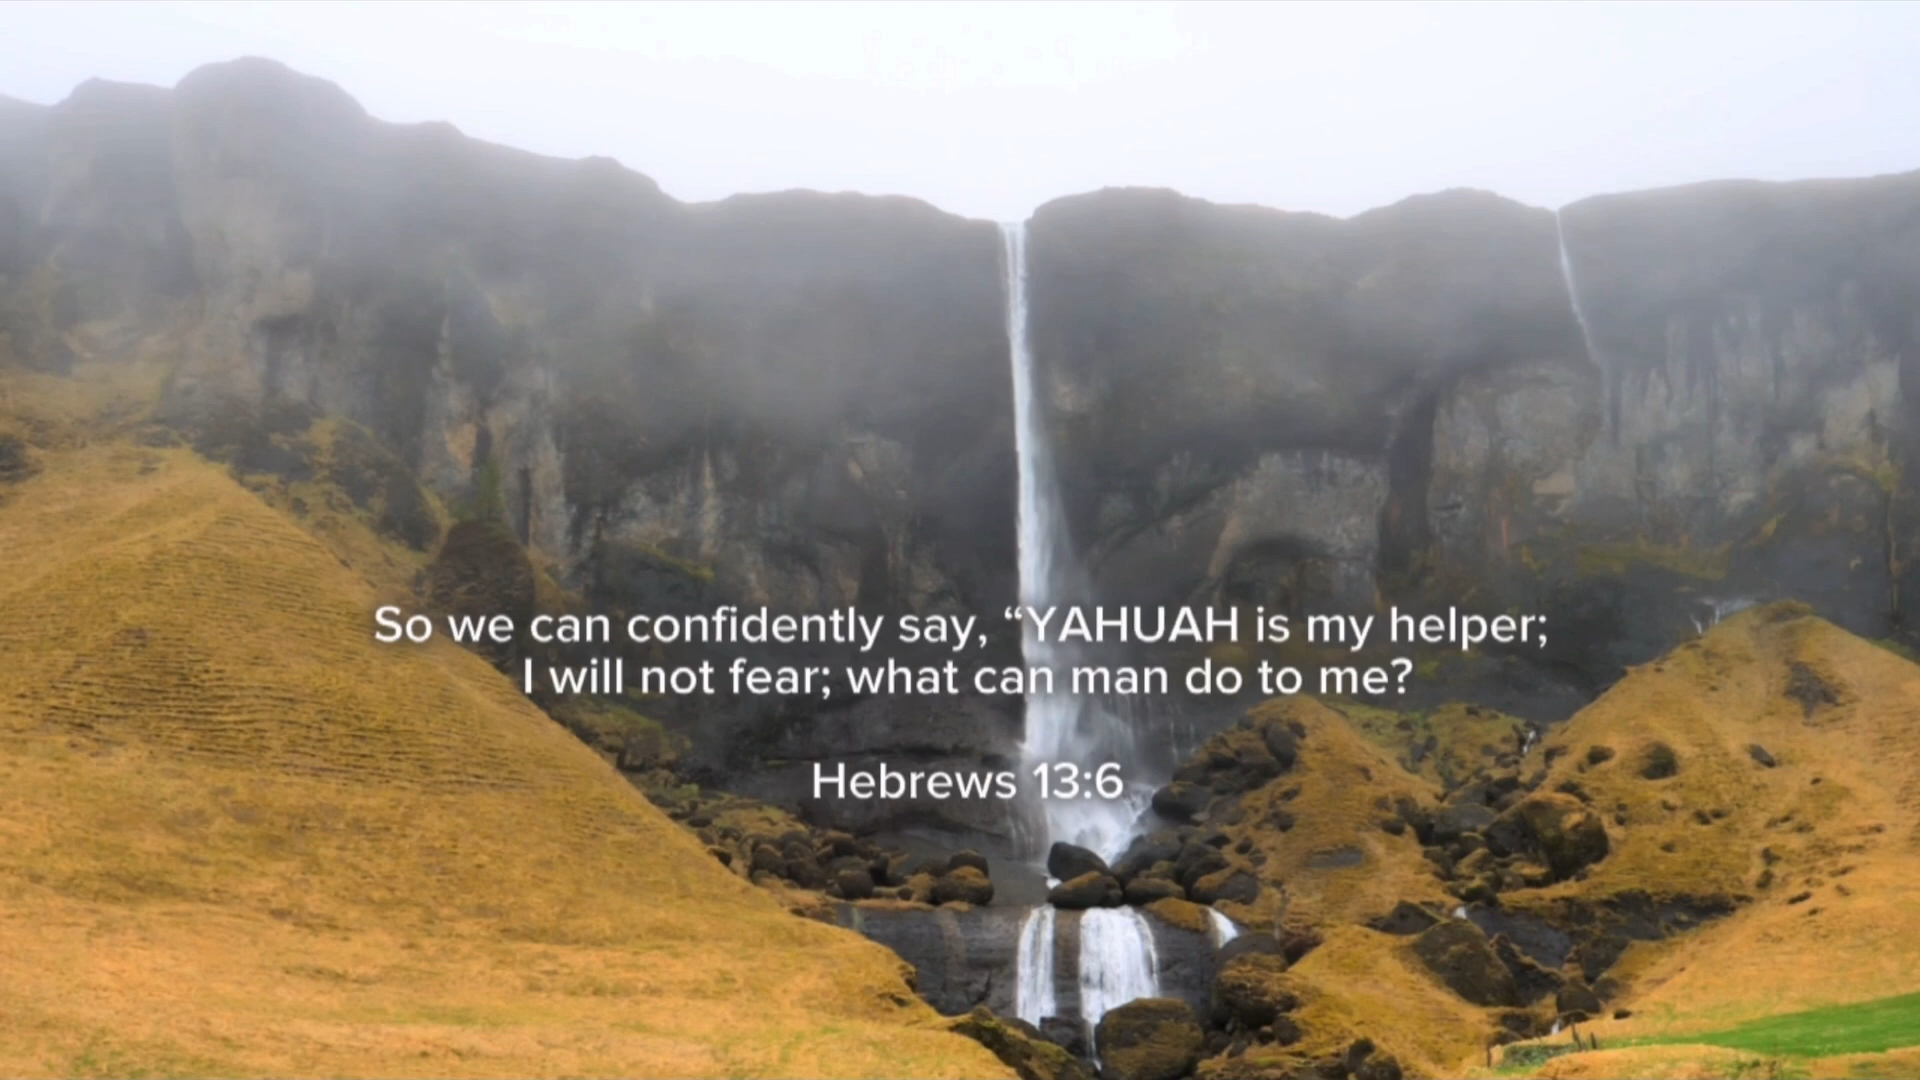 So we can confidently say, “YAHUAH is my helper;
I will not fear; what can man do to me?
Hebrews 13:6